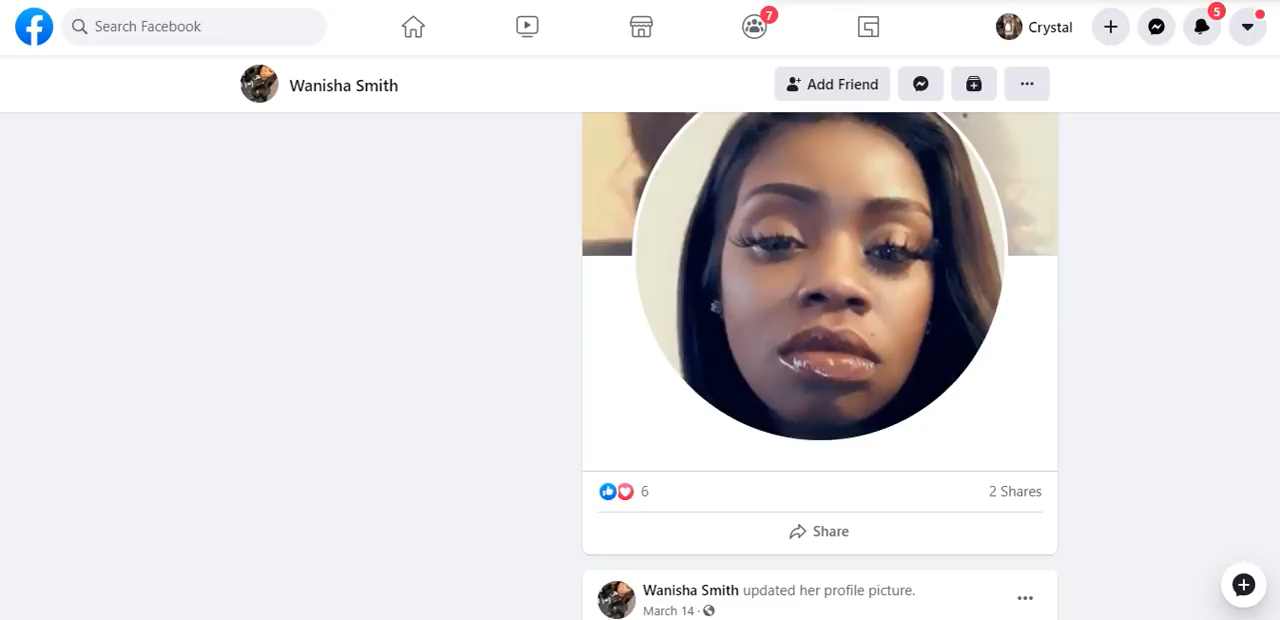 Search Facebook
7
Crystal
5
Wanisha Smith
Add Friend
6
2 Shares
Share
Wanisha Smith updated her profile picture.
March 14 ·